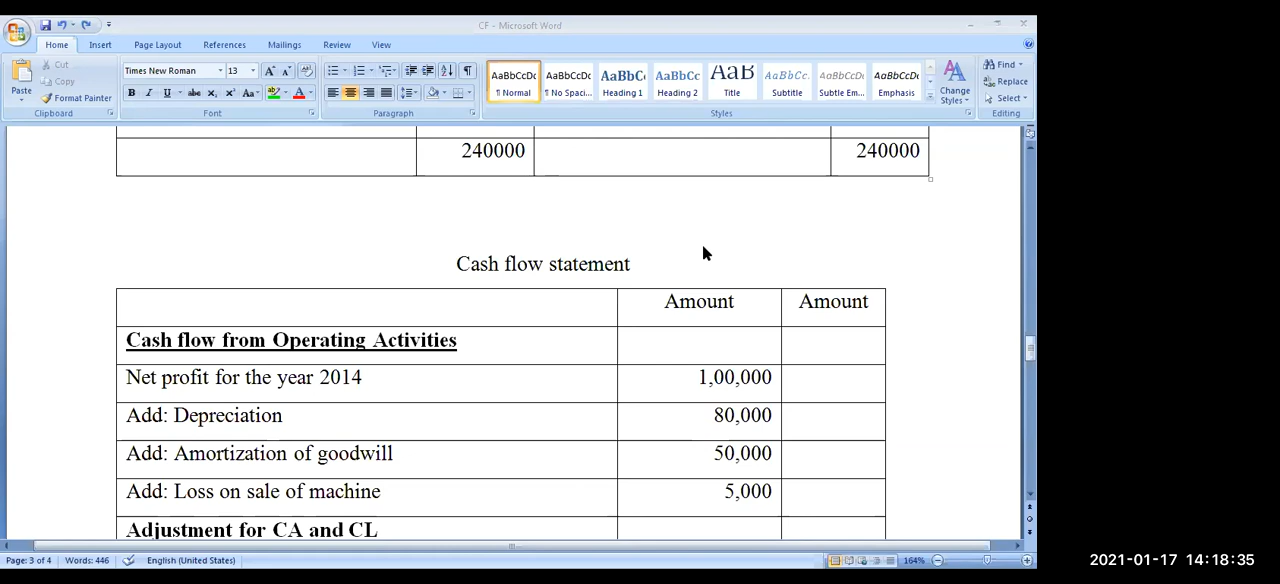 CF - Microsoft Word
Home Insert Page Layout References Mailings Review View
Paste
Cut
Copy
Format Painter
Clipboard
Times New Roman 13
Font
Paragraph
AaBbCcDc AaBbCcDc AaBbC AaBbCc AaB AaBbCc. AaBbCcDc AaBbCcDc
¶ Normal ¶ No Spaci... Heading 1 Heading 2 Title Subtitle Subtle Em... Emphasis
Change Styles
Styles
Find
Replace
Select
Editing
240000 240000
Cash flow statement
Amount Amount
Cash flow from Operating Activities
Net profit for the year 2014 1,00,000
Add: Depreciation 80,000
Add: Amortization of goodwill 50,000
Add: Loss on sale of machine 5,000
Adjustment for CA and CL
Page: 3 of 4 Words: 446 English (United States) 164%
2021-01-17 14:18:35